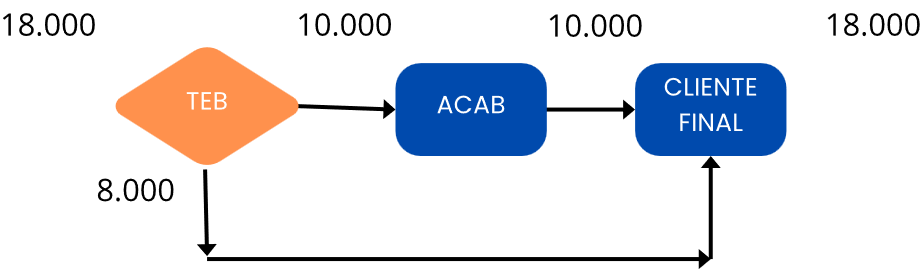 18.000
10.000
10.000
18.000
TEB
ACAB
CLIENTE
FINAL
8.000